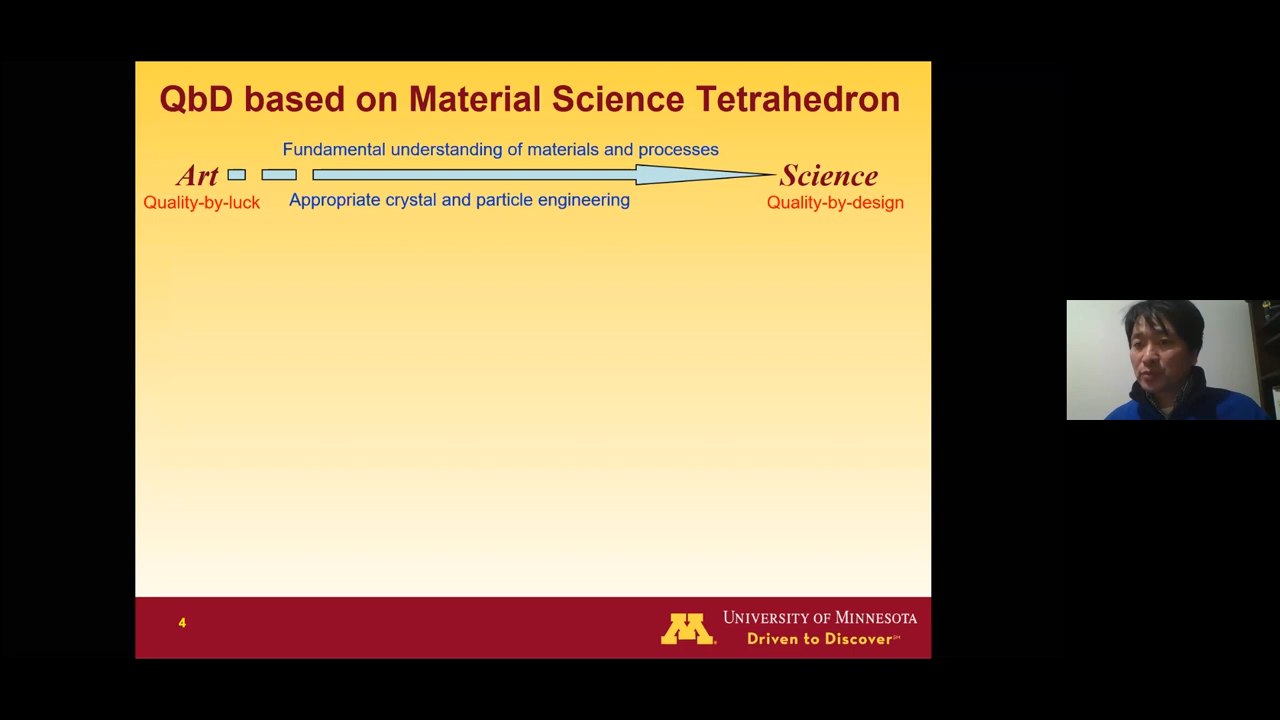 QbD based on Material Science Tetrahedron
Fundamental understanding of materials and processes
Art
Science
Quality-by-luck
Appropriate crystal and particle engineering
Quality-by-design
4
UNIVERSITY OF MINNESOTA
Driven to Discover℠